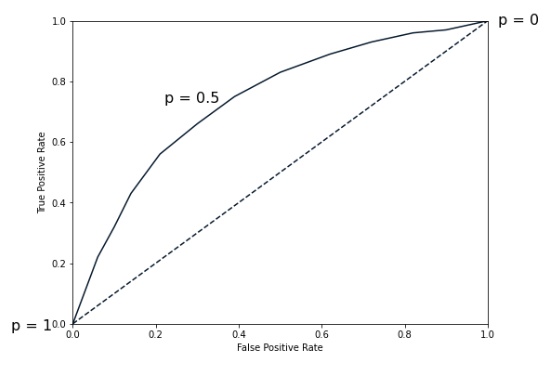 1.0
p = 0
0.8
p = 0.5
0.6
True Positive Rate
0.4
0.2
p = 1
0.0
0.0 0.2 0.4 0.6 0.8 1.0
False Positive Rate